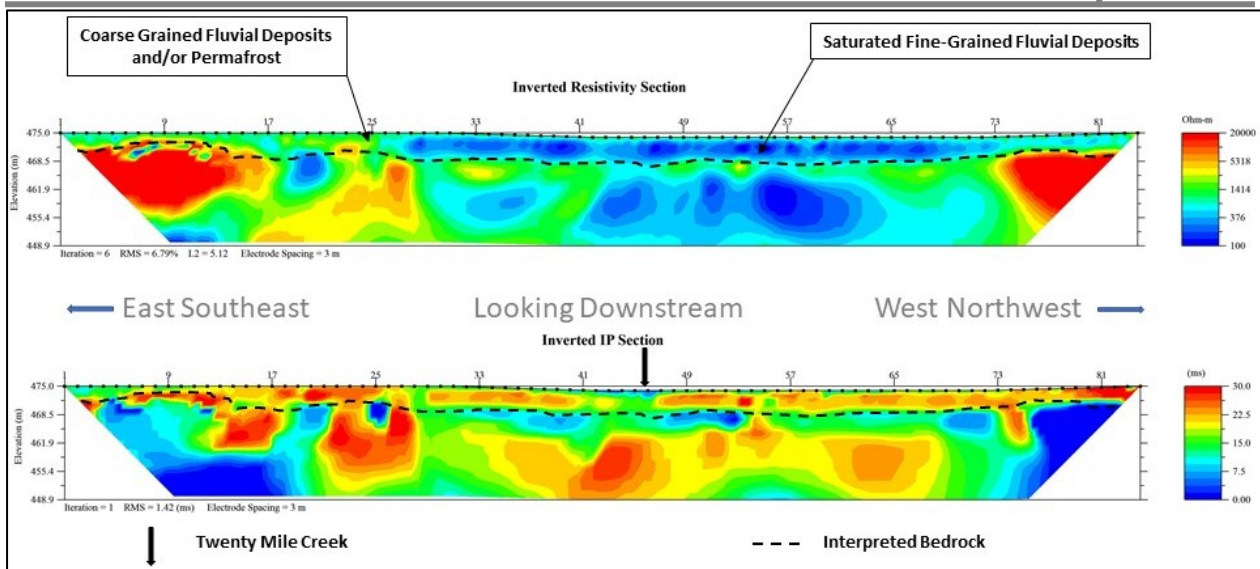 Coarse Grained Fluvial Deposits
and/or Permafrost
Saturated Fine-Grained Fluvial Deposits
Inverted Resistivity Section
1 9 17 25 33 41 49 57 65 73 81
Ohm-m
475.0
468.5
461.9
455.4
448.9
Elevation (m)
20000
5318
1414
376
100
Iteration = 6 RMS = 6.79% L2 = 5.12 Electrode Spacing = 3 m
East Southeast Looking Downstream West Northwest
Inverted IP Section
1 9 17 25 33 41 49 57 65 73 81
(ms)
475.0
468.5
461.9
455.4
448.9
Elevation (m)
30.0
22.5
15.0
7.5
0.00
Iteration = 1 RMS = 1.42 (ms) Electrode Spacing = 3 m
Twenty Mile Creek
Interpreted Bedrock